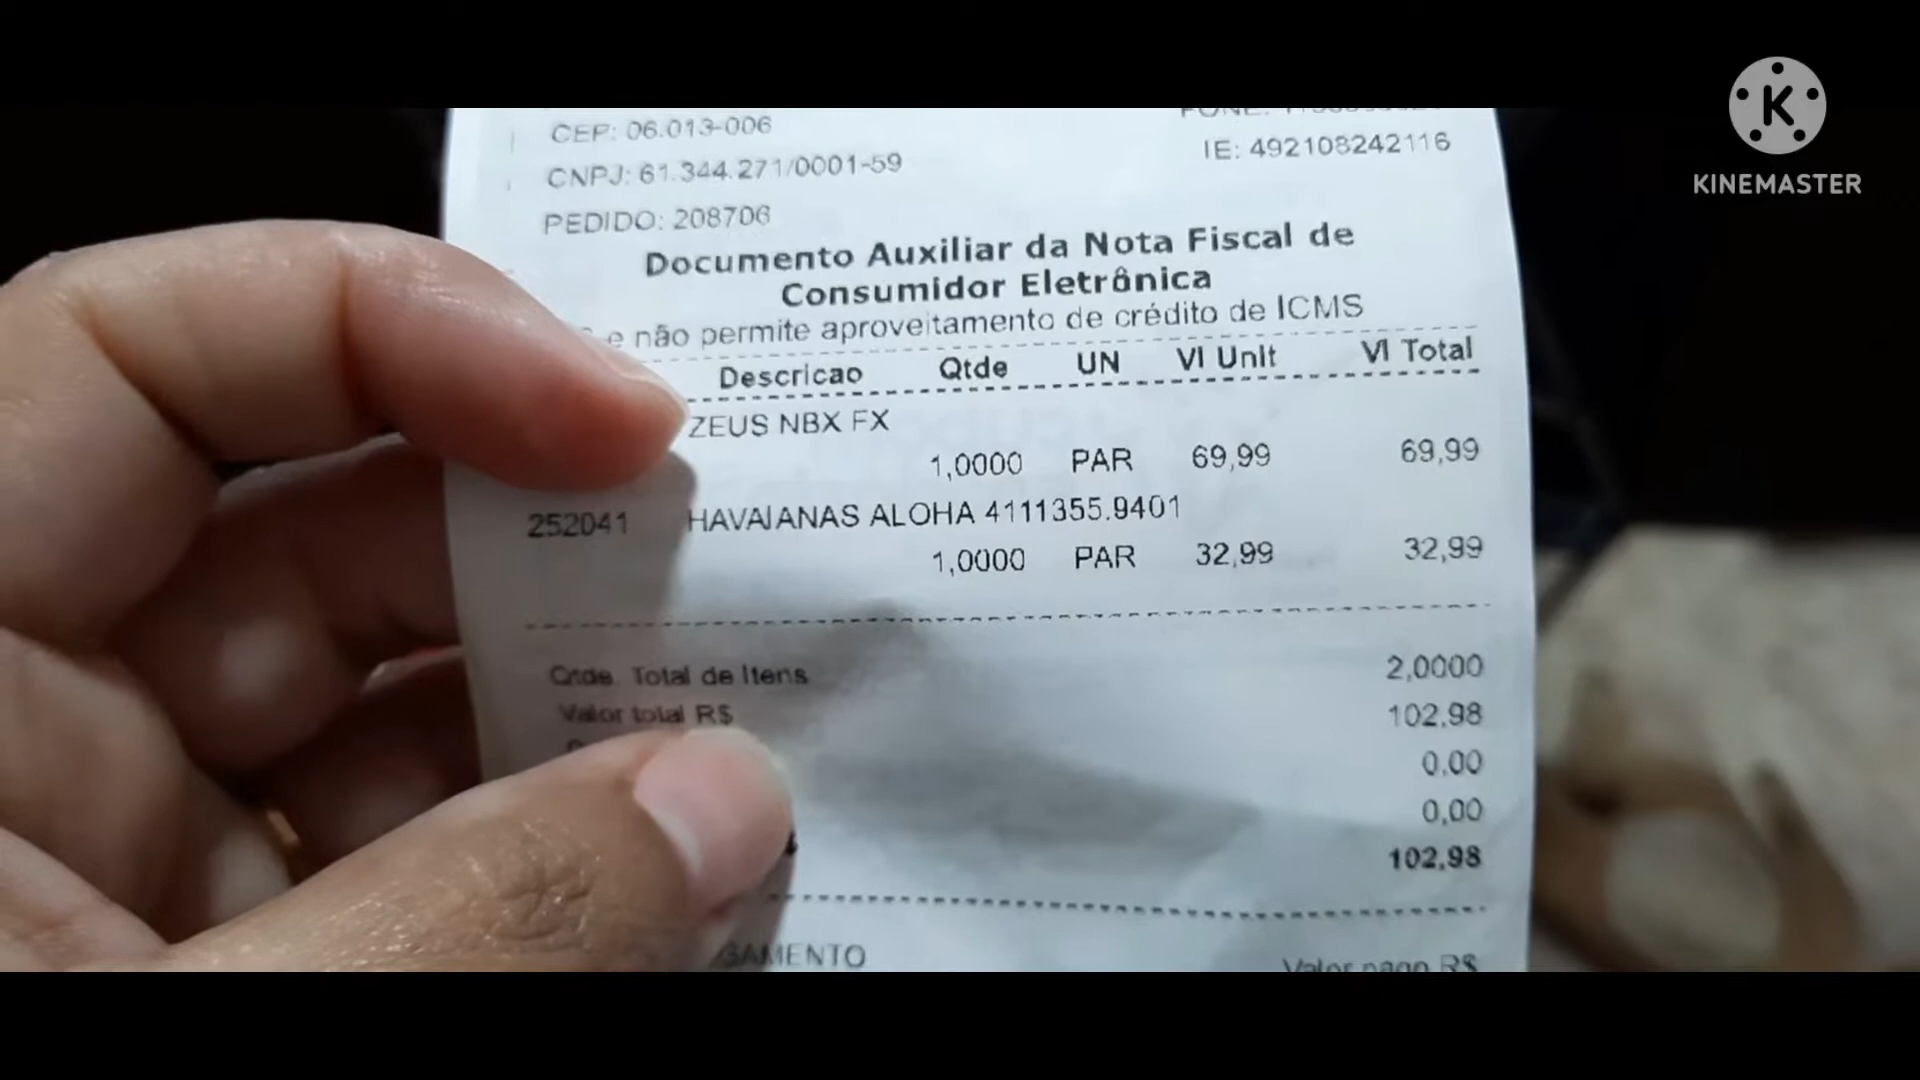 CEP: 06.013-006
CNPJ: 61.344.271/0001-59
IE: 492108242116
PEDIDO: 208706
Documento Auxiliar da Nota Fiscal de
Consumidor Eletrônica
e não permite aproveitamento de crédito de ICMS
Descricao Qtde UN Vl Unit Vl Total
ZEUS NBX FX
1,0000 PAR 69,99 69,99
252041 HAVAIANAS ALOHA 4111355.9401
1,0000 PAR 32,99 32,99
Qtde. Total de Itens 2,0000
Valor total R$ 102,98
0,00
0,00
102,98
Valor pago R$
K
KINEMASTER